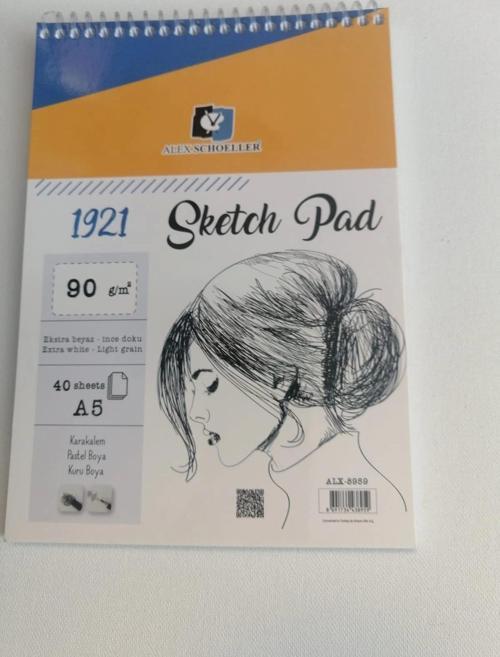 ALEX·SCHOELLER
1921 Sketch Pad
90 g/m²
Ekstra beyaz - ince doku
Extra white - Light grain
40 sheets
A5
Karakalem
Pastel Boya
Kuru Boya
ALX-8989